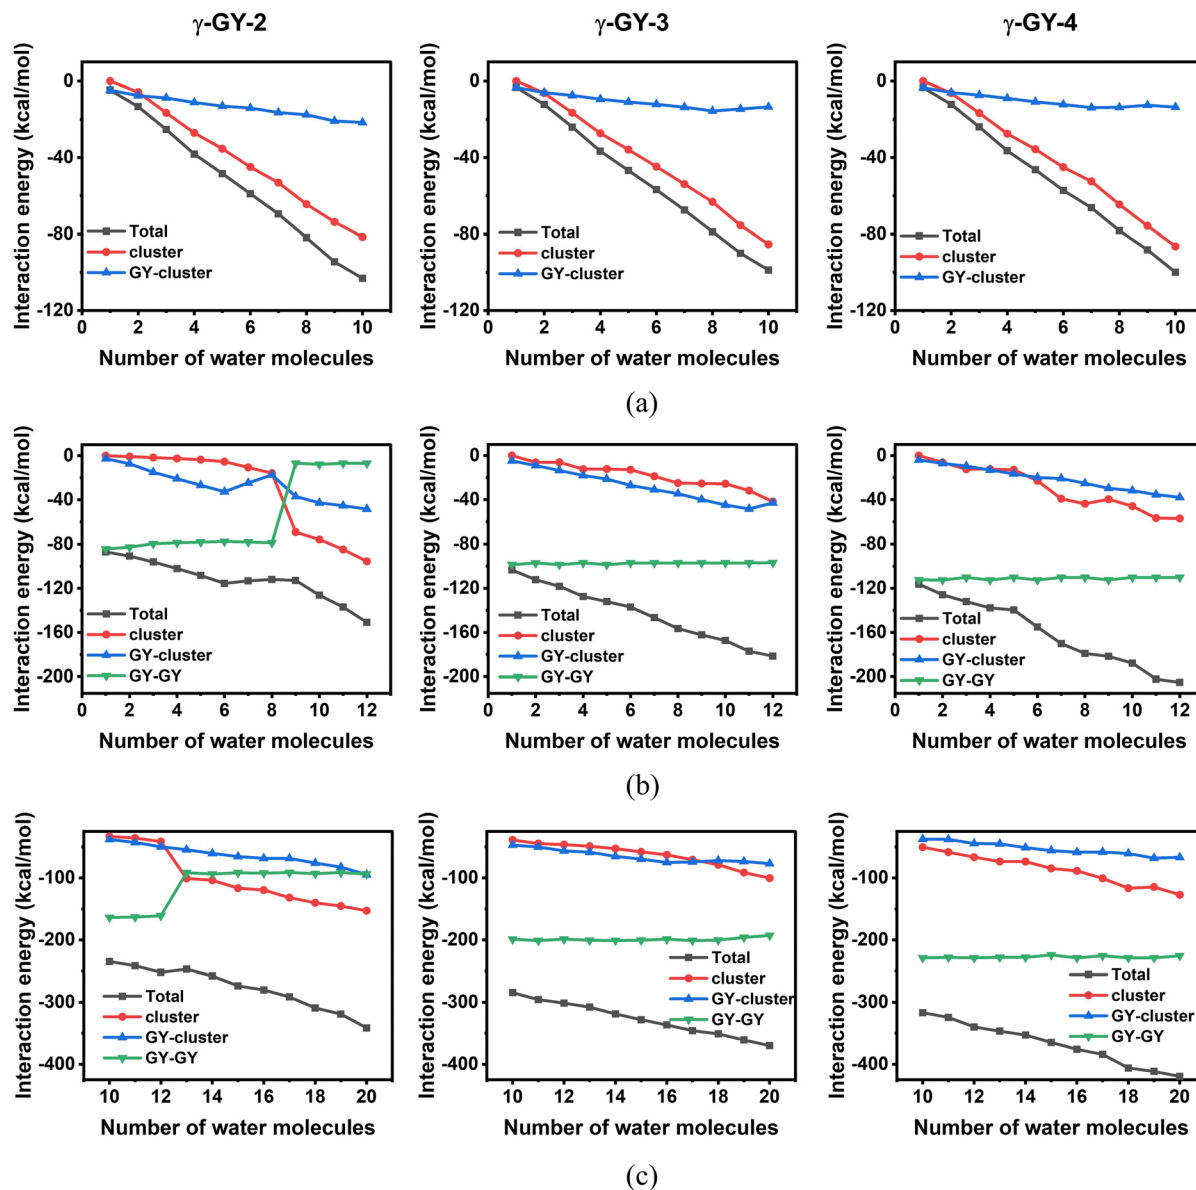 γ-GY-2
γ-GY-3
γ-GY-4
Interaction energy (kcal/mol)
0
-40
-80
-120
Total
cluster
GY-cluster
0 2 4 6 8 10
Number of water molecules
Interaction energy (kcal/mol)
0
-40
-80
-120
Total
cluster
GY-cluster
0 2 4 6 8 10
Number of water molecules
Interaction energy (kcal/mol)
0
-40
-80
-120
Total
cluster
GY-cluster
0 2 4 6 8 10
Number of water molecules
(a)
Interaction energy (kcal/mol)
0
-40
-80
-120
-160
-200
Total
cluster
GY-cluster
GY-GY
0 2 4 6 8 10 12
Number of water molecules
Interaction energy (kcal/mol)
0
-40
-80
-120
-160
-200
Total
cluster
GY-cluster
GY-GY
0 2 4 6 8 10 12
Number of water molecules
Interaction energy (kcal/mol)
0
-40
-80
-120
-160
-200
Total
cluster
GY-cluster
GY-GY
0 2 4 6 8 10 12
Number of water molecules
(b)
Interaction energy (kcal/mol)
-100
-200
-300
-400
Total
cluster
GY-cluster
GY-GY
10 12 14 16 18 20
Number of water molecules
Interaction energy (kcal/mol)
-100
-200
-300
-400
Total
cluster
GY-cluster
GY-GY
10 12 14 16 18 20
Number of water molecules
Interaction energy (kcal/mol)
-100
-200
-300
-400
Total
cluster
GY-cluster
GY-GY
10 12 14 16 18 20
Number of water molecules
(c)